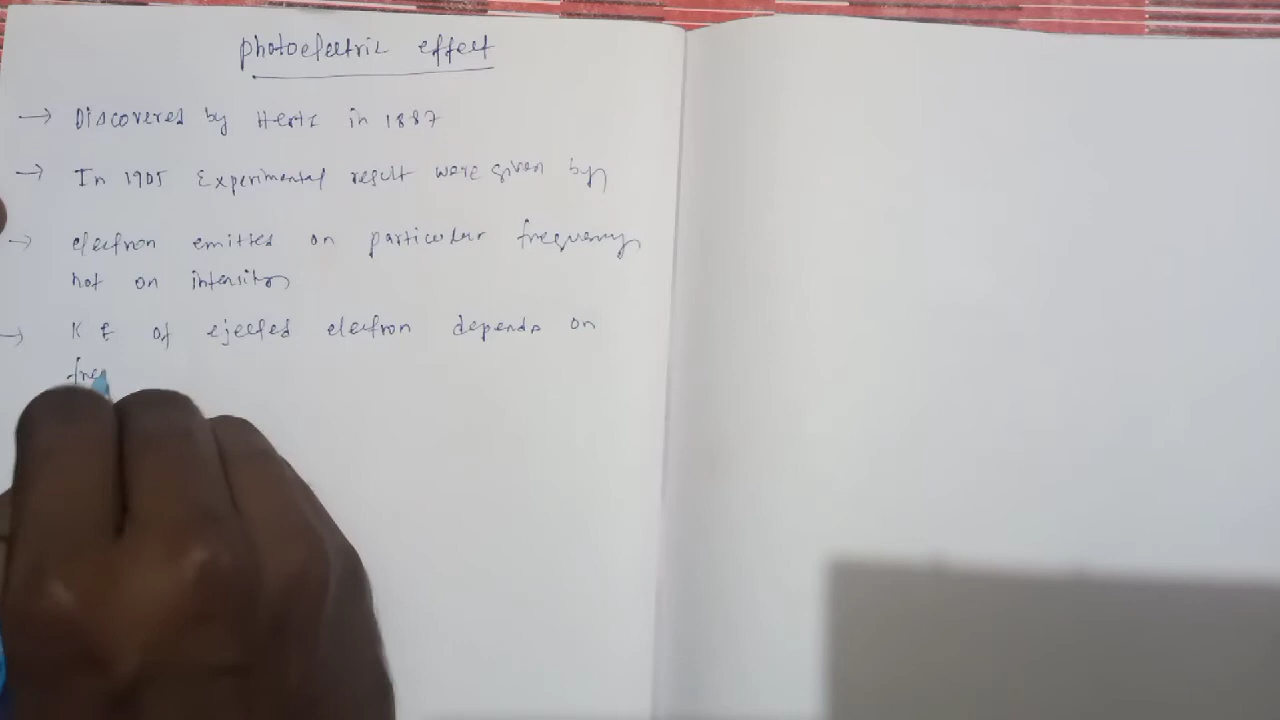 photoelectric effect
→ Discovered by Hertz in 1887
→ In 1905 Experimental result were given by
→ electron emitted on particular frequency
not on intensity
→ K E of ejected electron depends on
freq